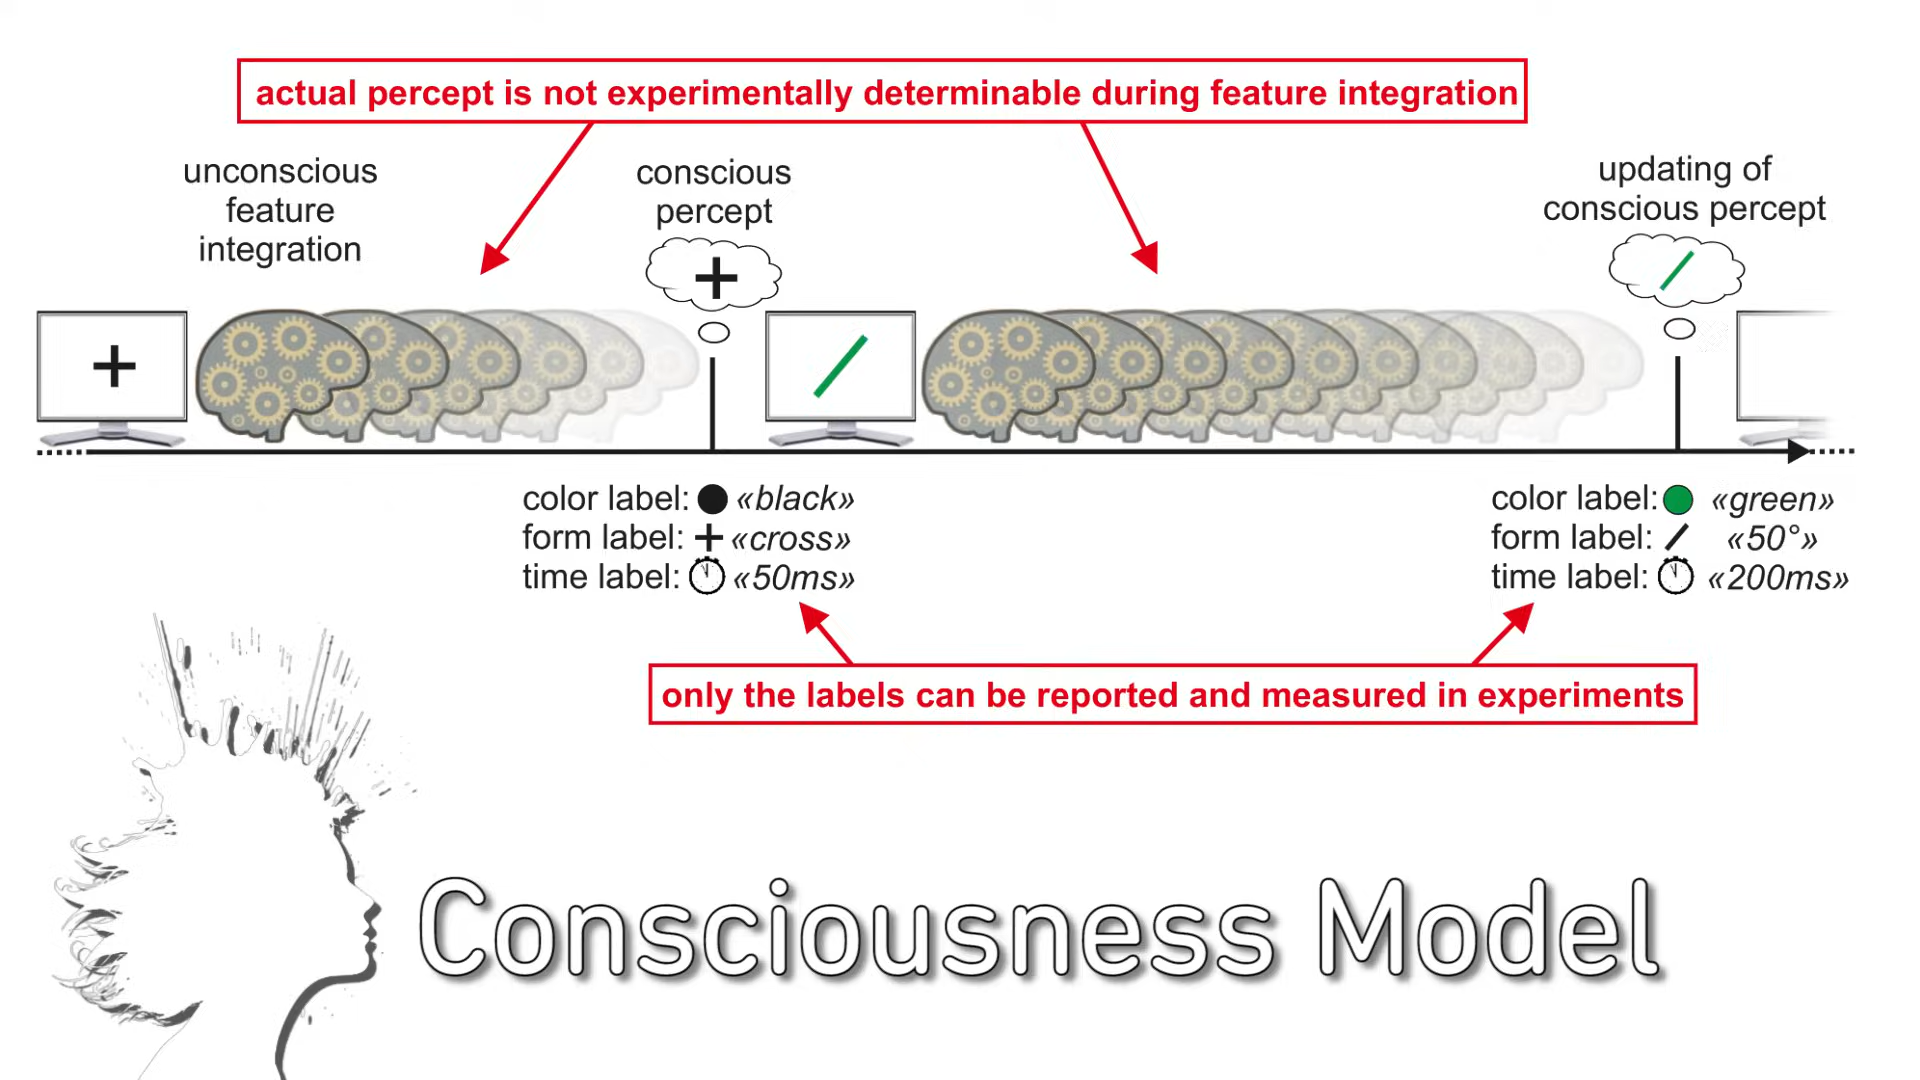 actual percept is not experimentally determinable during feature integration
unconscious
feature
integration
conscious
percept
updating of
conscious percept
color label: «black»
form label: «cross»
time label: «50ms»
color label: «green»
form label: «50°»
time label: «200ms»
only the labels can be reported and measured in experiments
Consciousness Model